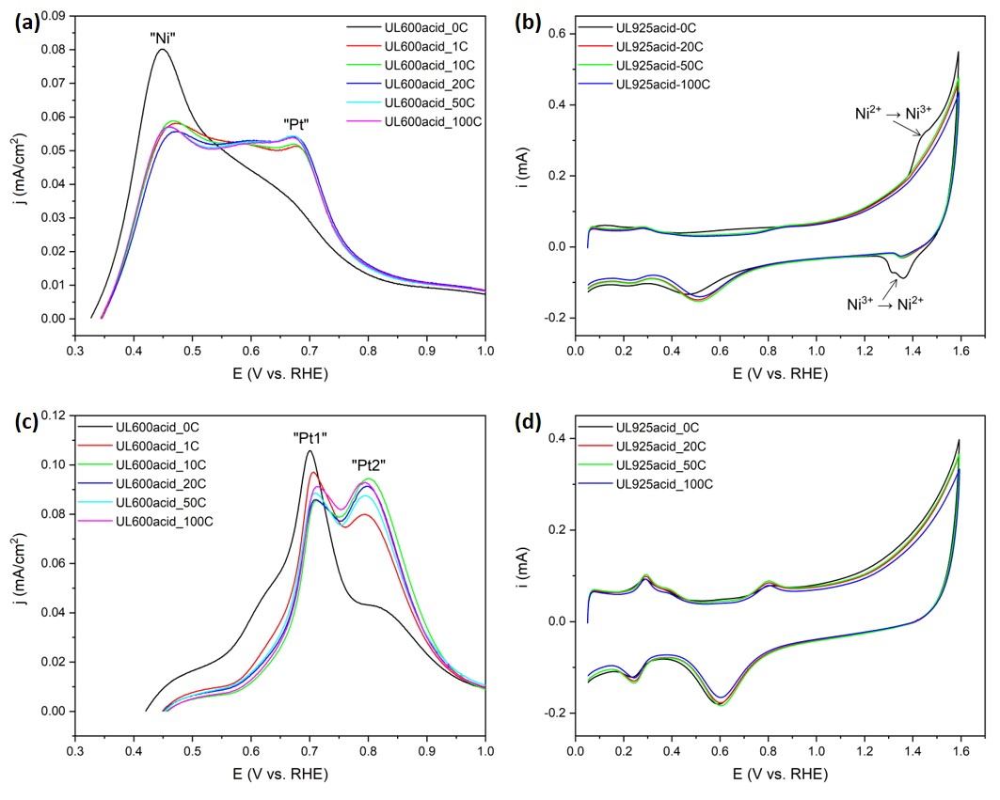 (a)
0.09
0.08
0.07
0.06
0.05
0.04
0.03
0.02
0.01
0.00
j (mA/cm²)
"Ni"
"Pt"
UL600acid_0C
UL600acid_1C
UL600acid_10C
UL600acid_20C
UL600acid_50C
UL600acid_100C
0.3 0.4 0.5 0.6 0.7 0.8 0.9 1.0
E (V vs. RHE)
(b)
0.6
0.4
0.2
0.0
-0.2
i (mA)
UL925acid-0C
UL925acid-20C
UL925acid-50C
UL925acid-100C
Ni²⁺ → Ni³⁺
Ni³⁺ → Ni²⁺
0.0 0.2 0.4 0.6 0.8 1.0 1.2 1.4 1.6
E (V vs. RHE)
(c)
0.12
0.10
0.08
0.06
0.04
0.02
0.00
j (mA/cm²)
UL600acid_0C
UL600acid_1C
UL600acid_10C
UL600acid_20C
UL600acid_50C
UL600acid_100C
"Pt1"
"Pt2"
0.3 0.4 0.5 0.6 0.7 0.8 0.9 1.0
E (V vs. RHE)
(d)
0.4
0.2
0.0
-0.2
i (mA)
UL925acid_0C
UL925acid_20C
UL925acid_50C
UL925acid_100C
0.0 0.2 0.4 0.6 0.8 1.0 1.2 1.4 1.6
E (V vs. RHE)